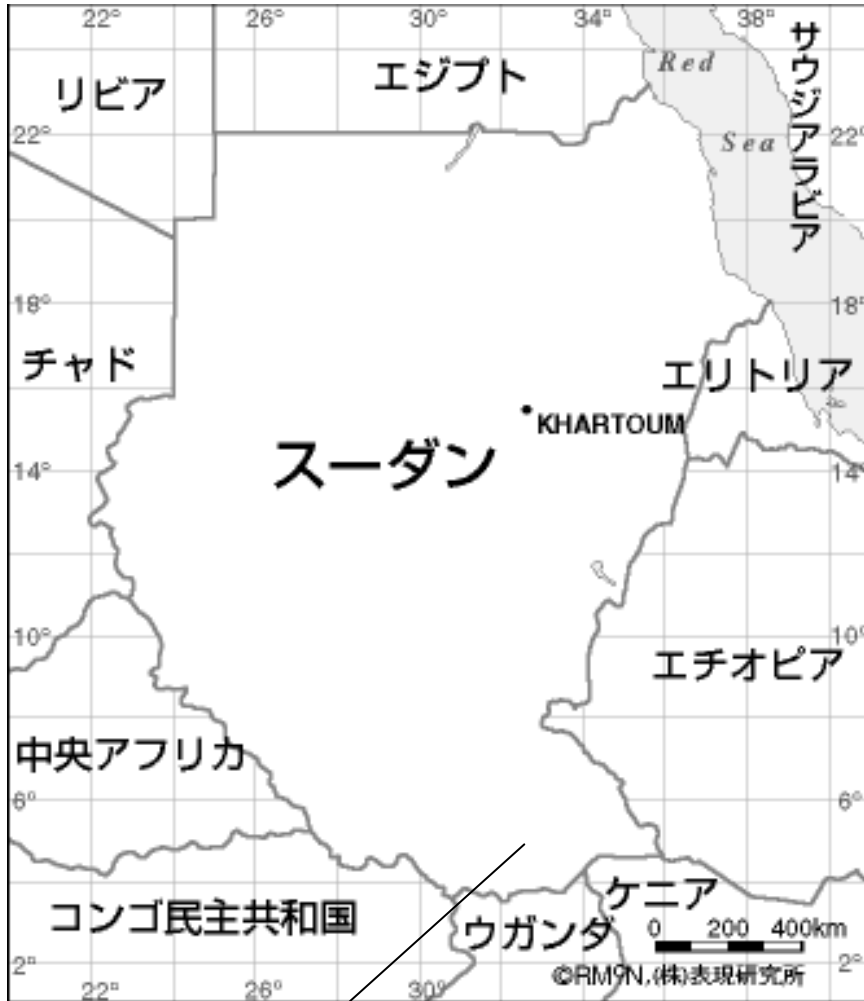 22° 26° 30° 34° 38°
リビア
エジプト
Red
Sea
サウジアラビア
22° 22°
18° 18°
チャド
エリトリア
KHARTOUM
スーダン
14° 14°
10° 10°
エチオピア
中央アフリカ
6° 6°
コンゴ民主共和国
ウガンダ
ケニア
0 200 400km
2° 2°
©RM9N,(株)表現研究所
22° 26° 30°